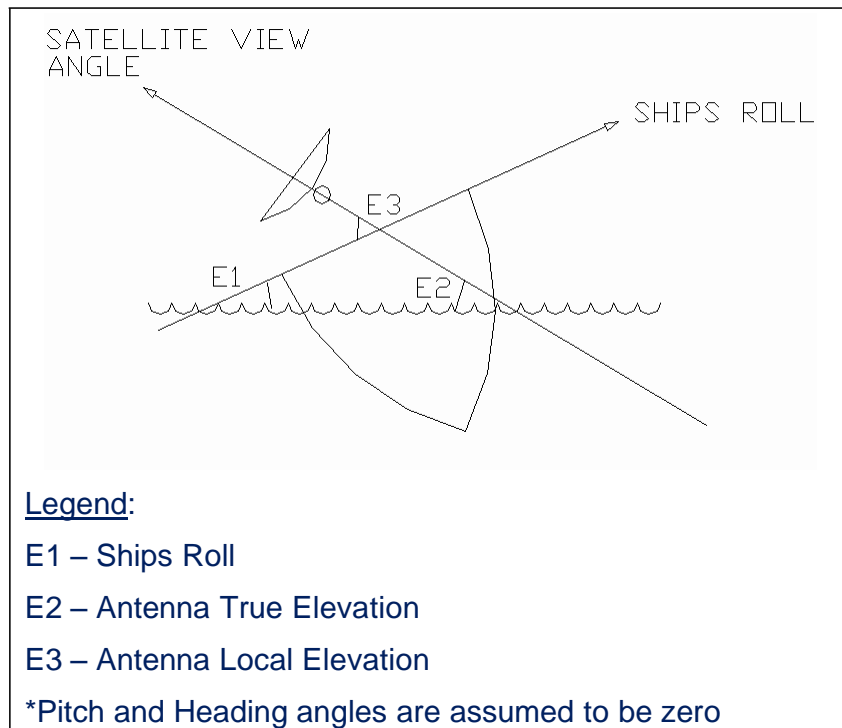 SATELLITE VIEW
ANGLE
SHIPS ROLL
E3
E1
E2
Legend:
E1 – Ships Roll
E2 – Antenna True Elevation
E3 – Antenna Local Elevation
*Pitch and Heading angles are assumed to be zero